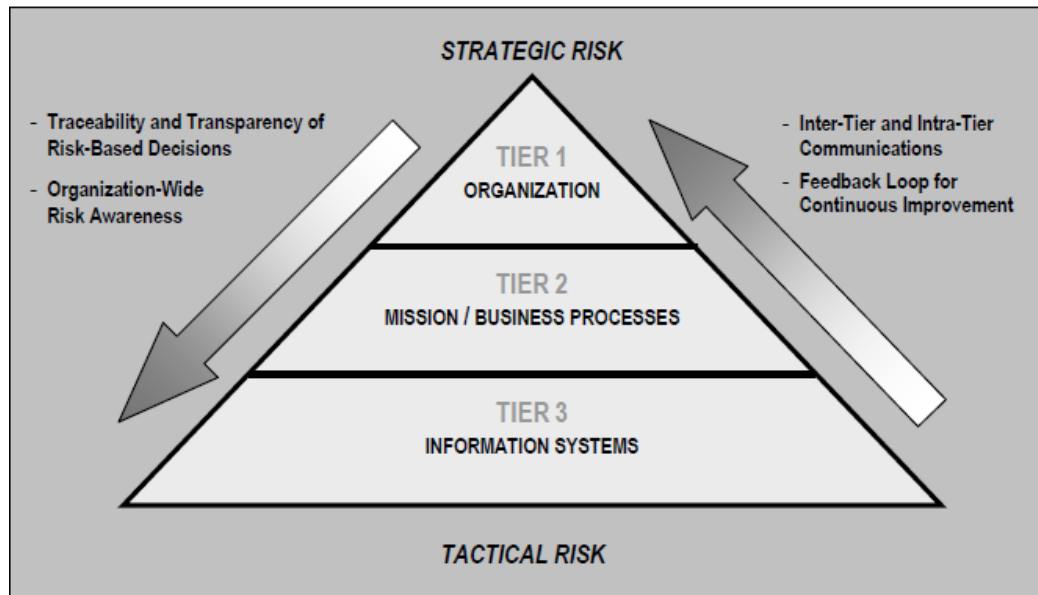 STRATEGIC RISK
- Traceability and Transparency of
Risk-Based Decisions
- Organization-Wide
Risk Awareness
- Inter-Tier and Intra-Tier
Communications
- Feedback Loop for
Continuous Improvement
TIER 1
ORGANIZATION
TIER 2
MISSION / BUSINESS PROCESSES
TIER 3
INFORMATION SYSTEMS
TACTICAL RISK